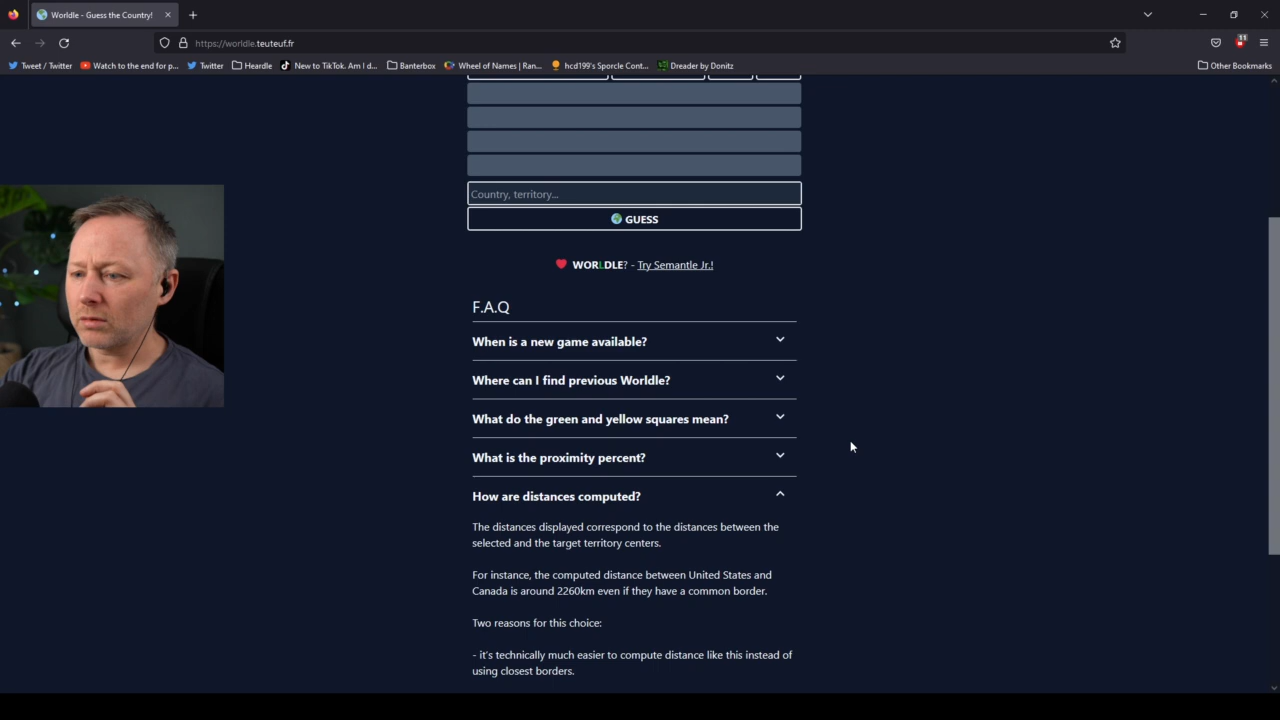 Worldle - Guess the Country!
https://worldle.teuteuf.fr
11
Tweet / Twitter
Watch to the end for p...
Twitter
Heardle
New to TikTok. Am I d...
Banterbox
Wheel of Names | Ran...
hcd199's Sporcle Cont...
Dreader by Donitz
Other Bookmarks
Country, territory...
GUESS
WORLDLE? - Try Semantle Jr.!
F.A.Q
When is a new game available?
Where can I find previous Worldle?
What do the green and yellow squares mean?
What is the proximity percent?
How are distances computed?
The distances displayed correspond to the distances between the
selected and the target territory centers.
For instance, the computed distance between United States and
Canada is around 2260km even if they have a common border.
Two reasons for this choice:
- it's technically much easier to compute distance like this instead of
using closest borders.